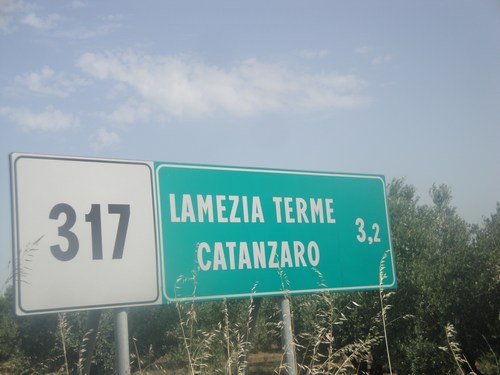 317
LAMEZIA TERME
CATANZARO
3,2